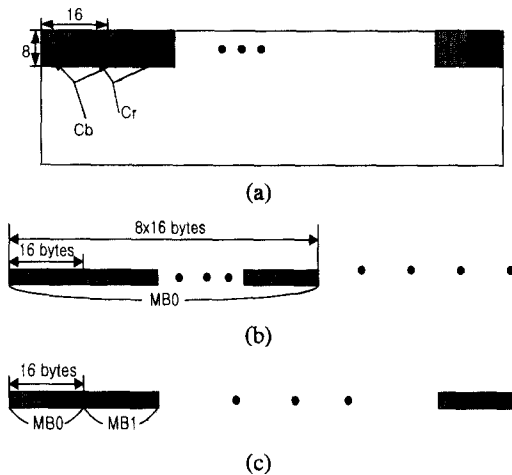 16
8
Cb
Cr
(a)
8x16 bytes
16 bytes
MB0
(b)
16 bytes
MB0 MB1
(c)